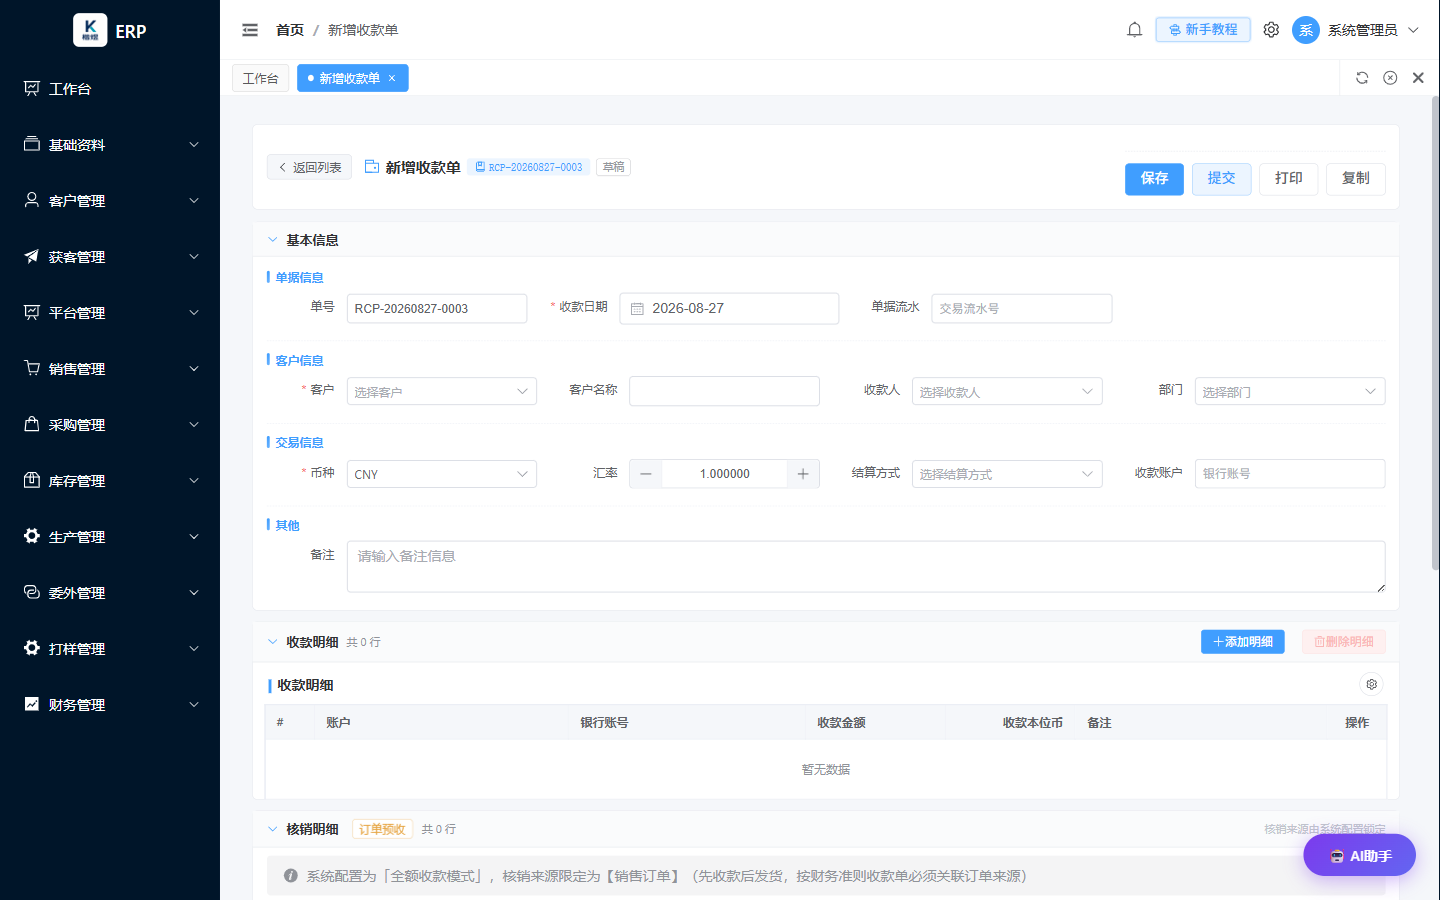 K
ERP
首页 / 新增收款单
新手教程
系
系统管理员
工作台
新增收款单 ×
工作台
基础资料
客户管理
获客管理
平台管理
销售管理
采购管理
库存管理
生产管理
委外管理
打样管理
财务管理
返回列表
新增收款单
RCP-20260827-0003
草稿
保存
提交
打印
复制
基本信息
单据信息
单号 RCP-20260827-0003
* 收款日期 2026-08-27
单据流水 交易流水号
客户信息
* 客户 选择客户
客户名称
收款人 选择收款人
部门 选择部门
交易信息
* 币种 CNY
汇率 — 1.000000 +
结算方式 选择结算方式
收款账户 银行账号
其他
备注 请输入备注信息
收款明细 共 0 行
+添加明细
删除明细
收款明细
# 账户 银行账号 收款金额 收款本位币 备注 操作
暂无数据
核销明细 订单预收 共 0 行
核销来源由系统配置锁定
系统配置为「全额收款模式」，核销来源限定为【销售订单】（先收款后发货，按财务准则收款单必须关联订单来源）
AI助手